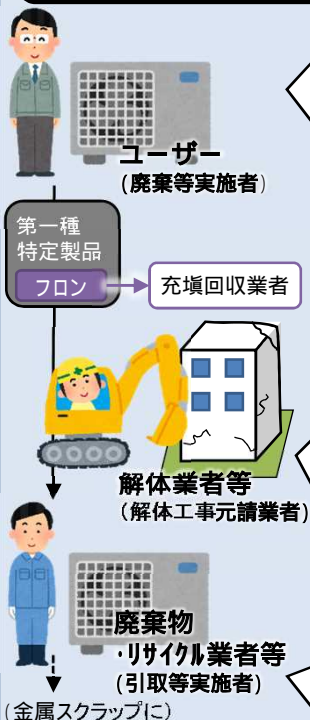 ユーザー
(廃棄等実施者)
第一種
特定製品
フロン
充塡回収業者
解体業者等
(解体工事元請業者)
廃棄物
・リサイクル業者等
(引取等実施者)
(金属スクラップに)